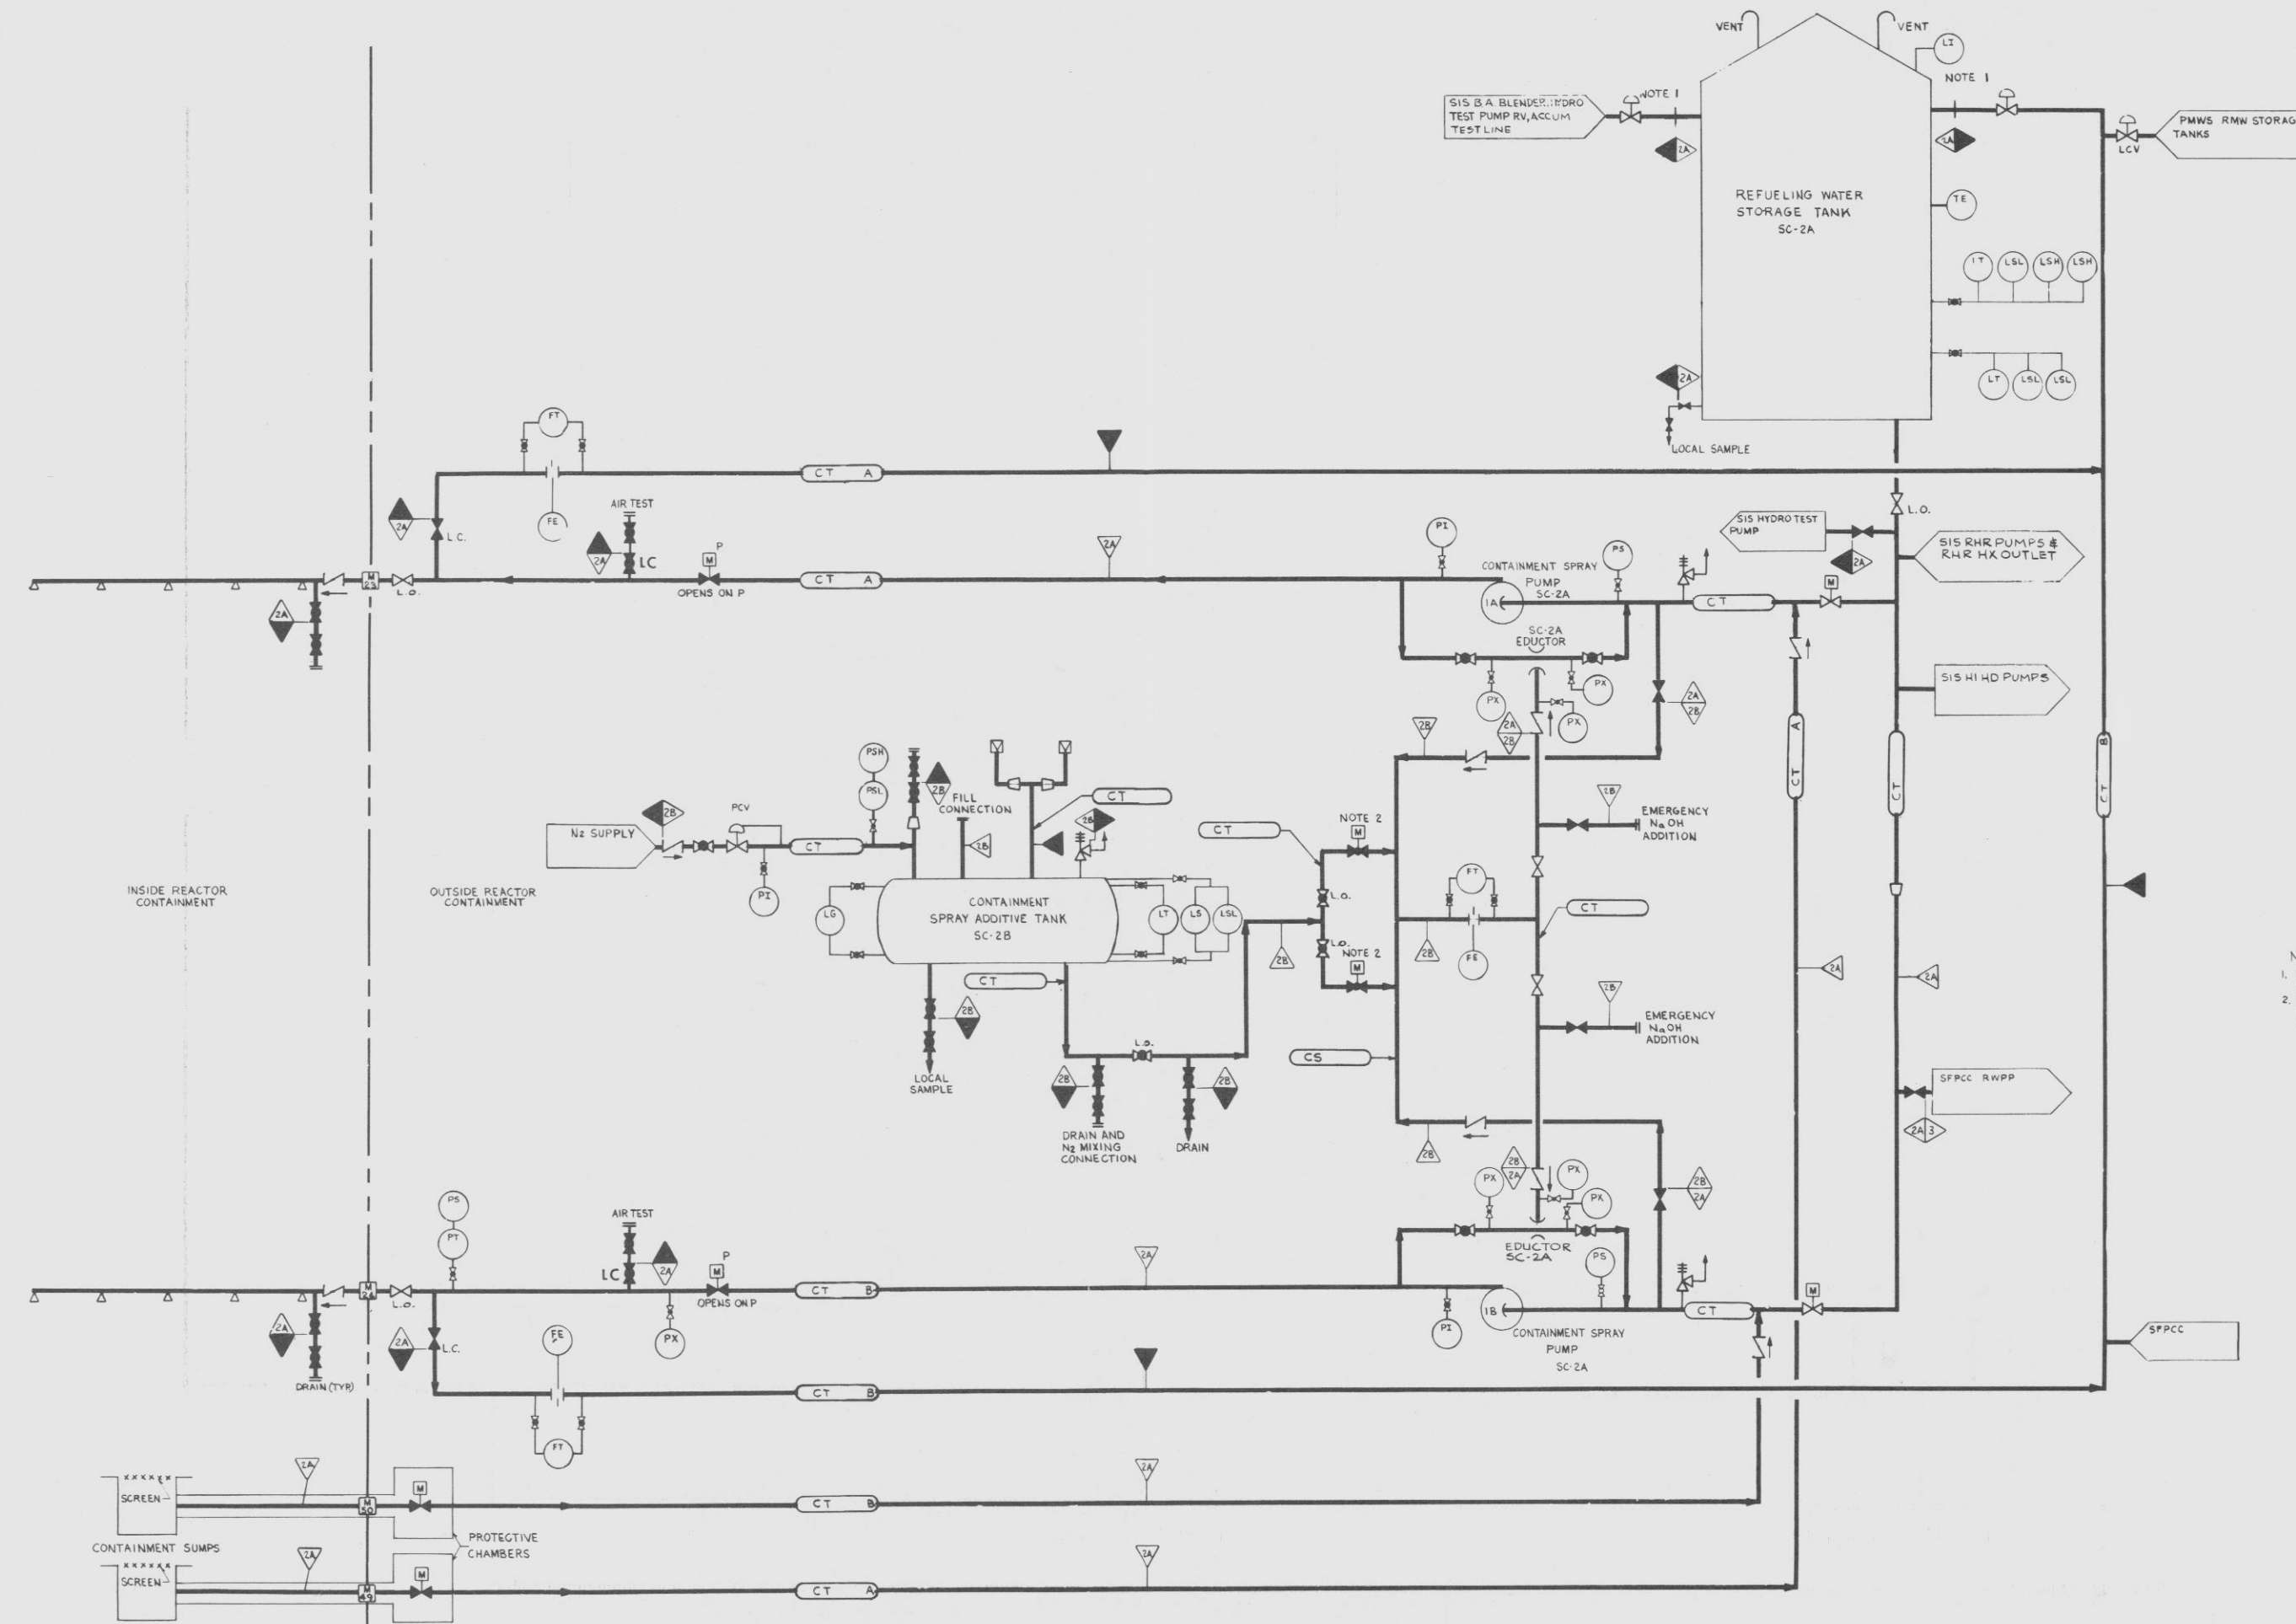 VENT
VENT
LI
NOTE 1
NOTE 1
SIS B.A. BLENDER, HYDRO
TEST PUMP RV, ACCUM
TEST LINE
2A
2A
PMWS RMW STORAG
TANKS
LCV
REFUELING WATER
STORAGE TANK
SC-2A
TE
LT
LSL
LSH
LSH
LT
LSL
LSL
2A
LOCAL SAMPLE
FT
FE
CT A
2A
L.C.
AIR TEST
2A
LC
P
M
OPENS ON P
CT A
2A
PI
CONTAINMENT SPRAY
PUMP
SC-2A
1A
PS
SIS HYDRO TEST
PUMP
2A
L.O.
SIS RHR PUMPS &
RHR HX OUTLET
M
CT
M
25
L.O.
2A
SC-2A
EDUCTOR
PX
PX
PX
2A
2B
2A
2B
2B
SIS HI HD PUMPS
CT A
CT
CT B
PSH
PSL
2B
FILL
CONNECTION
2B
CT
2B
N2 SUPPLY
2B
PCV
CT
PI
CT
NOTE 2
M
L.O.
L.O.
NOTE 2
M
2B
EMERGENCY
NaOH
ADDITION
FT
FE
2B
CT
INSIDE REACTOR
CONTAINMENT
OUTSIDE REACTOR
CONTAINMENT
LG
CONTAINMENT
SPRAY ADDITIVE TANK
SC-2B
LT
LS
LSL
2B
CT
2B
LOCAL
SAMPLE
L.O.
2B
2B
DRAIN AND
N2 MIXING
CONNECTION
DRAIN
CS
2B
EMERGENCY
NaOH
ADDITION
2A
2A
N
1.
2.
SFPCC RWPP
2A 3
2B
2B
2A
PX
PX
PX
2B
2A
EDUCTOR
SC-2A
PS
PS
PT
AIR TEST
LC
2A
P
M
OPENS ON P
PX
CT B
2A
M
24
L.O.
2A
DRAIN (TYP)
2A
L.C.
FE
FT
CT B
PI
1B
CONTAINMENT SPRAY
PUMP
SC-2A
CT
M
SFPCC
SCREEN
2A
M
50
M
CT B
2A
CONTAINMENT SUMPS
PROTECTIVE
CHAMBERS
SCREEN
2A
M
49
M
CT A
2A